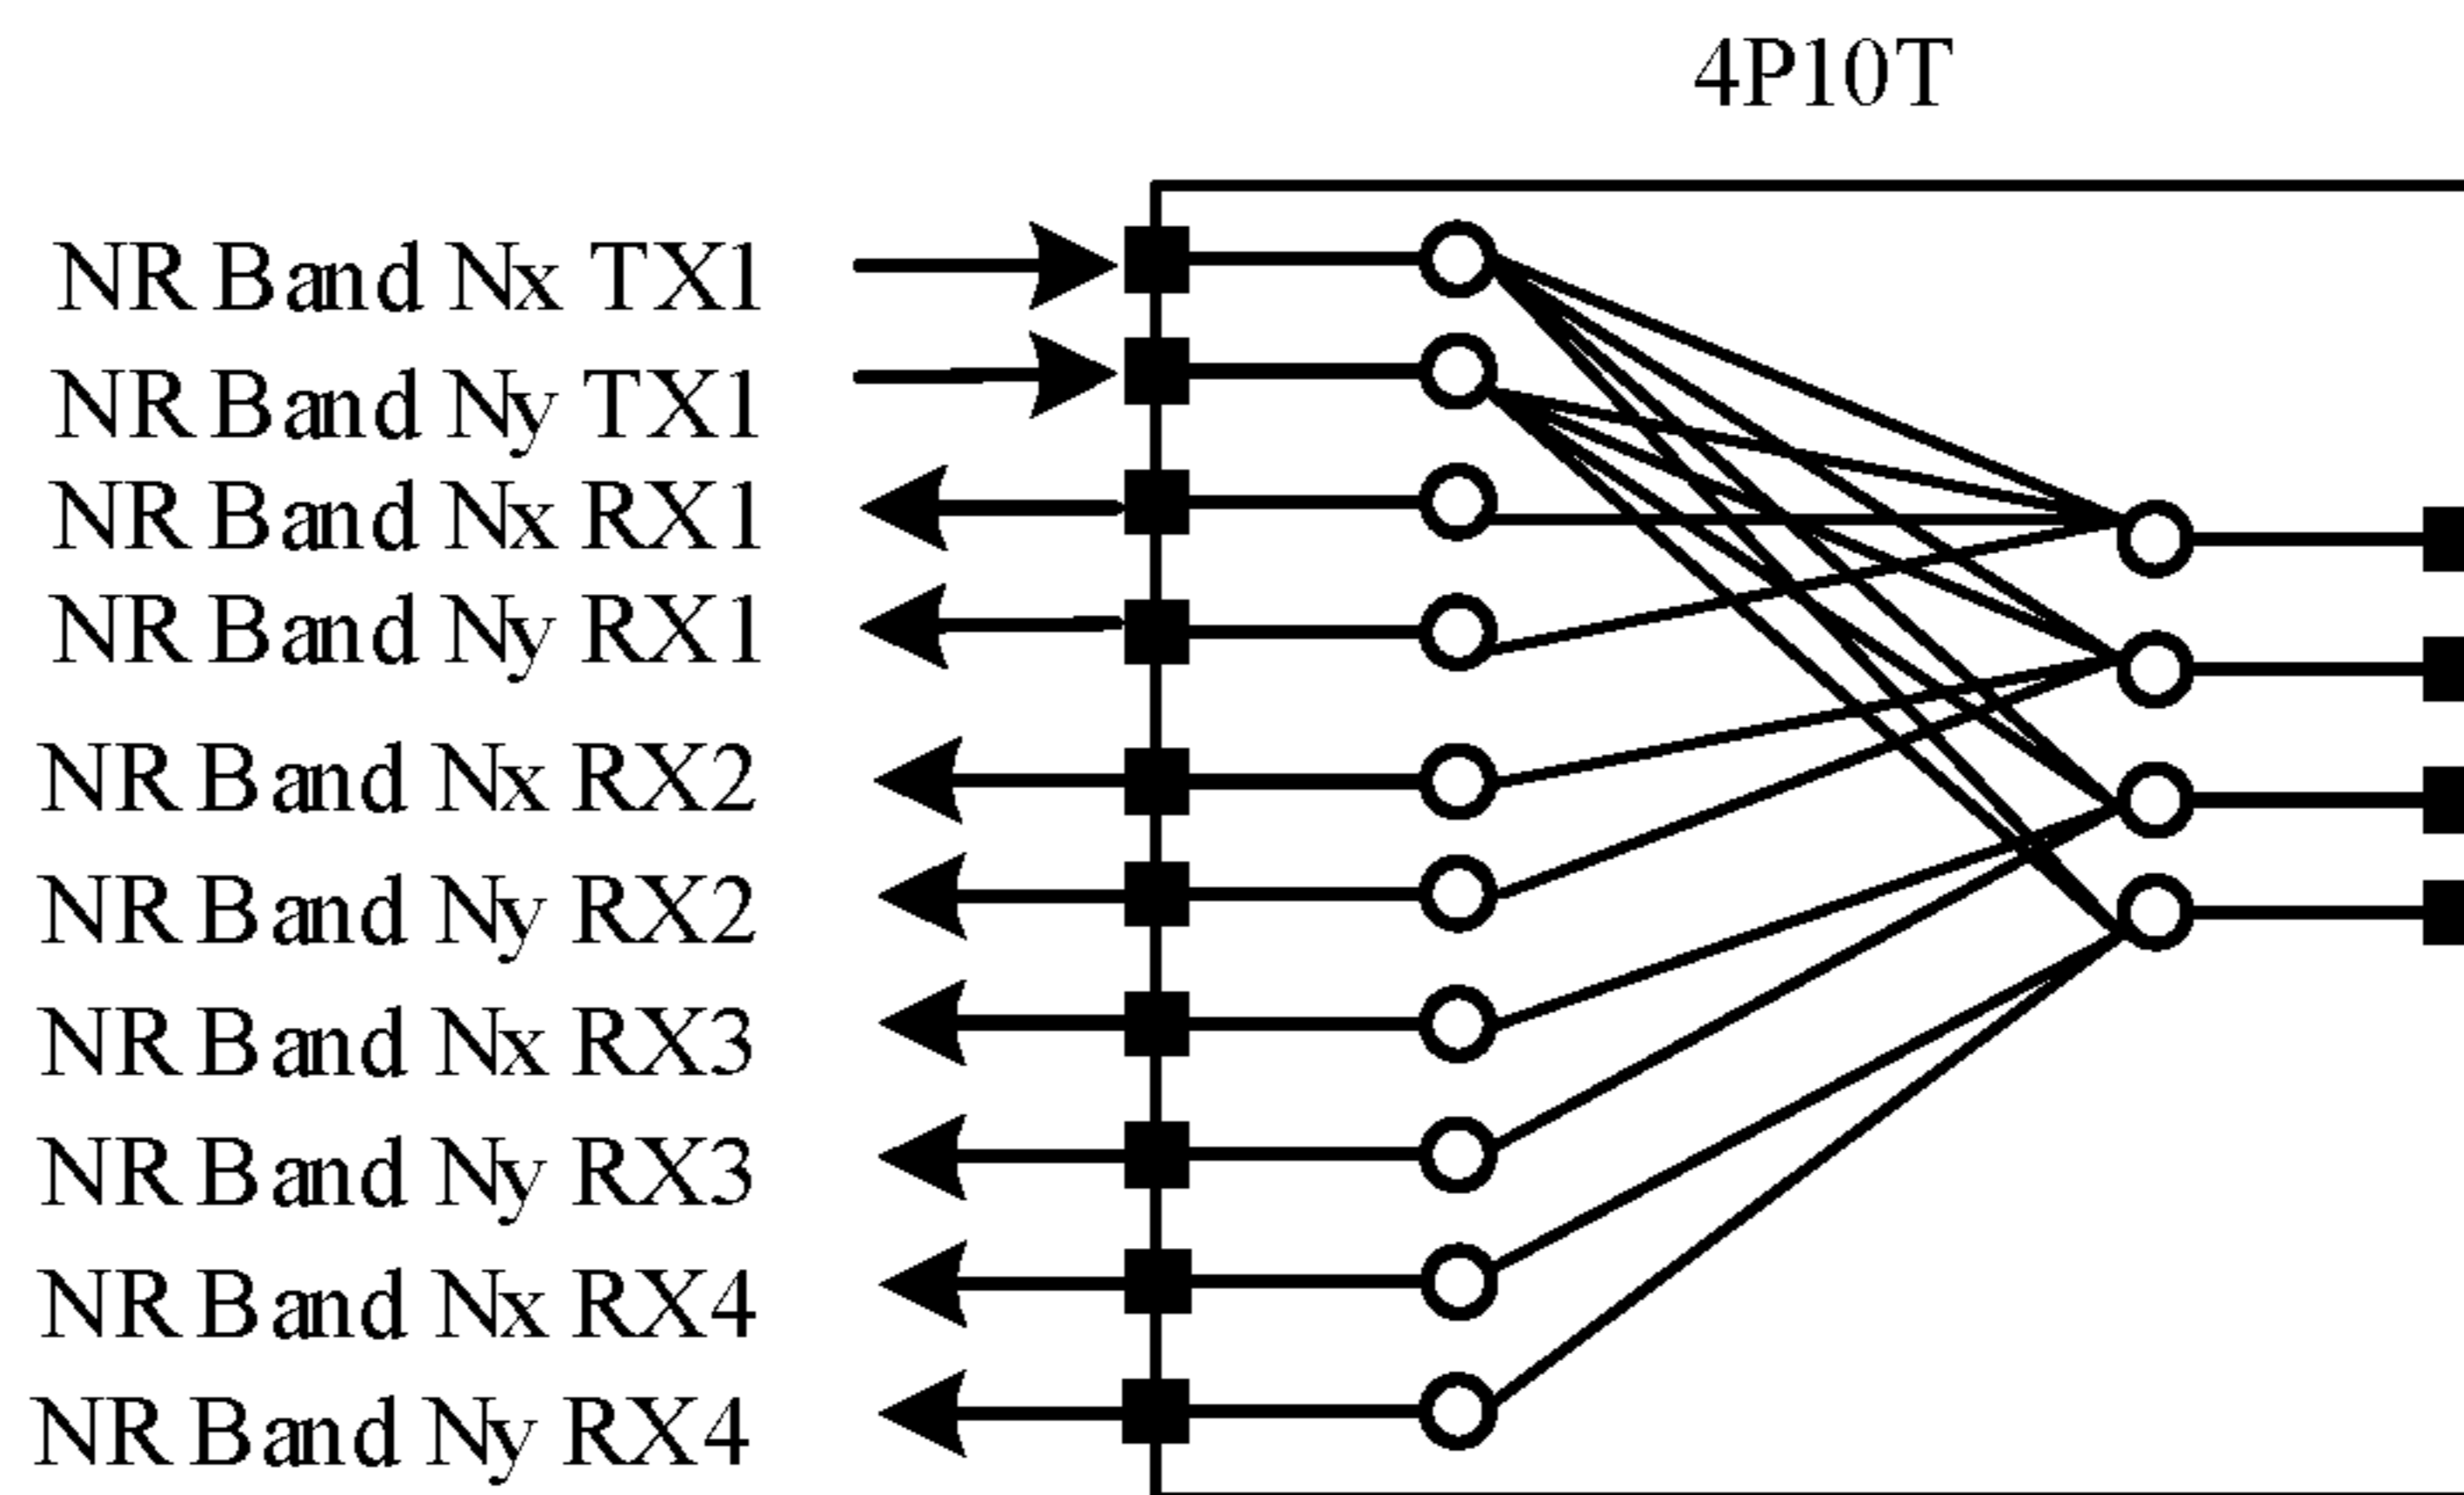 4P10T
NR Band Nx TX1
NR Band Ny TX1
NR Band Nx RX1
NR Band Ny RX1
NR Band Nx RX2
NR Band Ny RX2
NR Band Nx RX3
NR Band Ny RX3
NR Band Nx RX4
NR Band Ny RX4